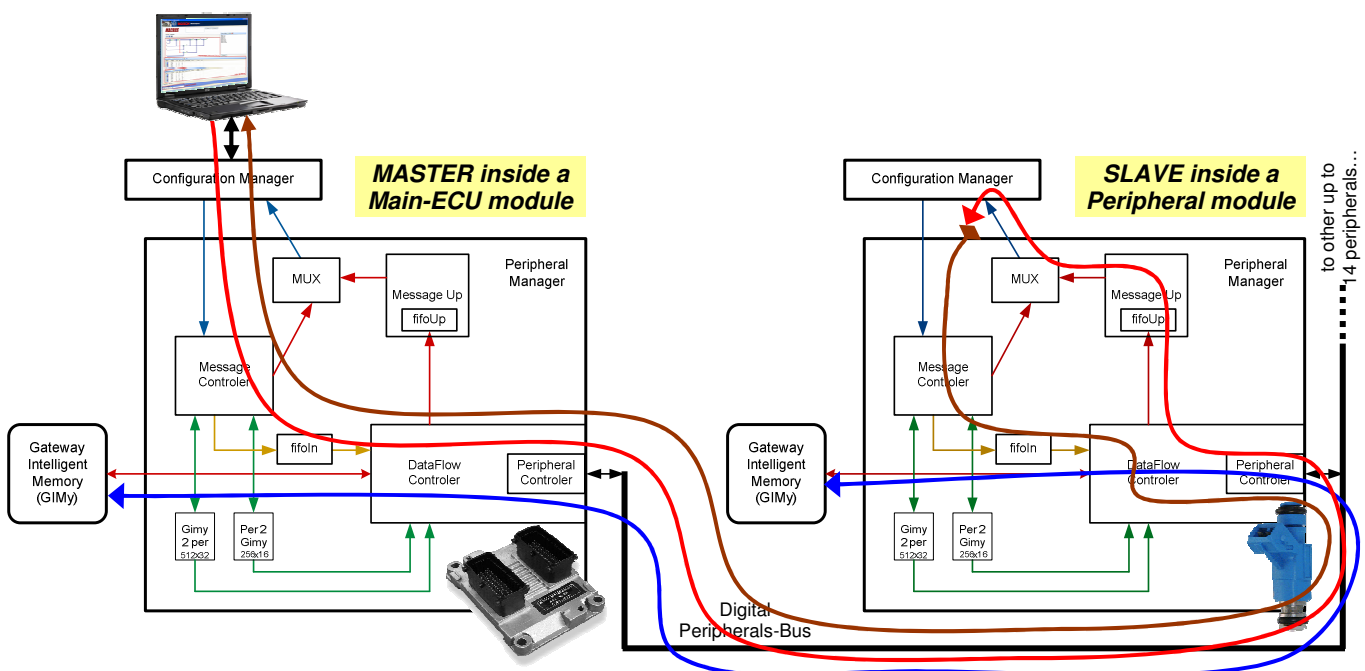 Configuration Manager
MASTER inside a
Main-ECU module
Peripheral
Manager
MUX
Message Up
fifoUp
Message
Controler
fifoIn
Gateway
Intelligent
Memory
(GIMy)
DataFlow
Controler
Peripheral
Controler
Gimy
2 per
512x32
Per 2
Gimy
256x16
Digital
Peripherals-Bus
Configuration Manager
SLAVE inside a
Peripheral module
to other up to
14 peripherals...
Peripheral
Manager
MUX
Message Up
fifoUp
Message
Controler
fifoIn
Gateway
Intelligent
Memory
(GIMy)
DataFlow
Controler
Peripheral
Controler
Gimy
2 per
512x32
Per 2
Gimy
256x16